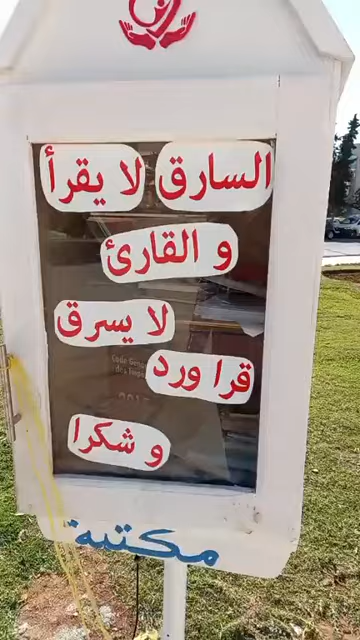 السارق لا يقرأ
و القارئ
لا يسرق
قرا ورد
و شكرا
مكتبة